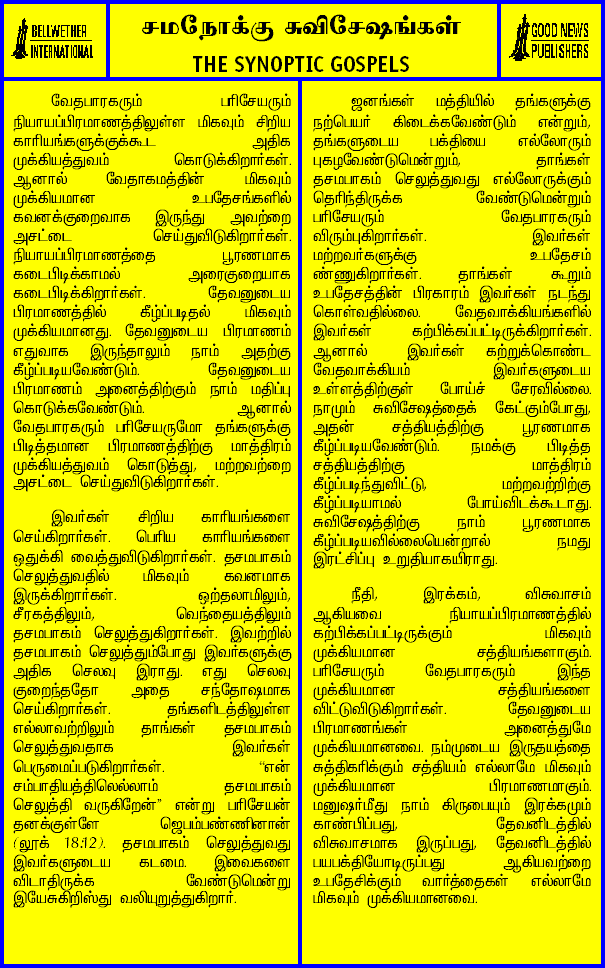 BELLWETHER
INTERNATIONAL
சமநோக்கு சுவிசேஷங்கள்
THE SYNOPTIC GOSPELS
GOOD NEWS
PUBLISHERS
வேதபாரகரும் பரிசேயரும்
நியாயப்பிரமாணத்திலுள்ள மிகவும் சிறிய
காரியங்களுக்குக்கூட அதிக
முக்கியத்துவம் கொடுக்கிறார்கள்.
ஆனால் வேதாகமத்தின் மிகவும்
முக்கியமான உபதேசங்களில்
கவனக்குறைவாக இருந்து அவற்றை
அசட்டை செய்துவிடுகிறார்கள்.
நியாயப்பிரமாணத்தை பூரணமாக
கடைபிடிக்காமல் அரைகுறையாக
கடைபிடிக்கிறார்கள். தேவனுடைய
பிரமாணத்தில் கீழ்ப்படிதல் மிகவும்
முக்கியமானது. தேவனுடைய பிரமாணம்
எதுவாக இருந்தாலும் நாம் அதற்கு
கீழ்ப்படியவேண்டும். தேவனுடைய
பிரமாணம் அனைத்திற்கும் நாம் மதிப்பு
கொடுக்கவேண்டும். ஆனால்
வேதபாரகரும் பரிசேயருமோ தங்களுக்கு
பிடித்தமான பிரமாணத்திற்கு மாத்திரம்
முக்கியத்துவம் கொடுத்து, மற்றவற்றை
அசட்டை செய்துவிடுகிறார்கள்.
இவர்கள் சிறிய காரியங்களை
செய்கிறார்கள். பெரிய காரியங்களை
ஒதுக்கி வைத்துவிடுகிறார்கள். தசமபாகம்
செலுத்துவதில் மிகவும் கவனமாக
இருக்கிறார்கள். ஒற்தலாமிலும்,
சீரகத்திலும், வெந்தையத்திலும்
தசமபாகம் செலுத்துகிறார்கள். இவற்றில்
தசமபாகம் செலுத்தும்போது இவர்களுக்கு
அதிக செலவு இராது. எது செலவு
குறைந்ததோ அதை சந்தோஷமாக
செய்கிறார்கள். தங்களிடத்திலுள்ள
எல்லாவற்றிலும் தாங்கள் தசமபாகம்
செலுத்துவதாக இவர்கள்
பெருமைப்படுகிறார்கள். "என்
சம்பாதியத்திலெல்லாம் தசமபாகம்
செலுத்தி வருகிறேன்" என்று பரிசேயன்
தனக்குள்ளே ஜெபம்பண்ணினான்
(லூக் 18:12). தசமபாகம் செலுத்துவது
இவர்களுடைய கடமை. இவைகளை
விடாதிருக்க வேண்டுமென்று
இயேசுகிறிஸ்து வலியுறுத்துகிறார்.
ஜனங்கள் மத்தியில் தங்களுக்கு
நற்பெயர் கிடைக்கவேண்டும் என்றும்,
தங்களுடைய பக்தியை எல்லோரும்
புகழவேண்டுமென்றும், தாங்கள்
தசமபாகம் செலுத்துவது எல்லோருக்கும்
தெரிந்திருக்க வேண்டுமென்றும்
பரிசேயரும் வேதபாரகரும்
விரும்புகிறார்கள். இவர்கள்
மற்றவர்களுக்கு உபதேசம்
ண்ணுகிறார்கள். தாங்கள் கூறும்
உபதேசத்தின் பிரகாரம் இவர்கள் நடந்து
கொள்வதில்லை. வேதவாக்கியங்களில்
இவர்கள் கற்பிக்கப்பட்டிருக்கிறார்கள்.
ஆனால் இவர்கள் கற்றுக்கொண்ட
வேதவாக்கியம் இவர்களுடைய
உள்ளத்திற்குள் போய்ச் சேரவில்லை.
நாமும் சுவிசேஷத்தைக் கேட்கும்போது,
அதன் சத்தியத்திற்கு பூரணமாக
கீழ்ப்படியவேண்டும். நமக்கு பிடித்த
சத்தியத்திற்கு மாத்திரம்
கீழ்ப்படிந்துவிட்டு, மற்றவற்றிற்கு
கீழ்ப்படியாமல் போய்விடக்கூடாது.
சுவிசேஷத்திற்கு நாம் பூரணமாக
கீழ்ப்படியவில்லையென்றால் நமது
இரட்சிப்பு உறுதியாகயிராது.
நீதி, இரக்கம், விசுவாசம்
ஆகியவை நியாயப்பிரமாணத்தில்
கற்பிக்கப்பட்டிருக்கும் மிகவும்
முக்கியமான சத்தியங்களாகும்.
பரிசேயரும் வேதபாரகரும் இந்த
முக்கியமான சத்தியங்களை
விட்டுவிடுகிறார்கள். தேவனுடைய
பிரமாணங்கள் அனைத்துமே
முக்கியமானவை. நம்முடைய இருதயத்தை
சுத்திகரிக்கும் சத்தியம் எல்லாமே மிகவும்
முக்கியமான பிரமாணமாகும்.
மனுஷர்மீது நாம் கிருபையும் இரக்கமும்
காண்பிப்பது, தேவனிடத்தில்
விசுவாசமாக இருப்பது, தேவனிடத்தில்
பயபக்தியோடிருப்பது ஆகியவற்றை
உபதேசிக்கும் வார்த்தைகள் எல்லாமே
மிகவும் முக்கியமானவை.